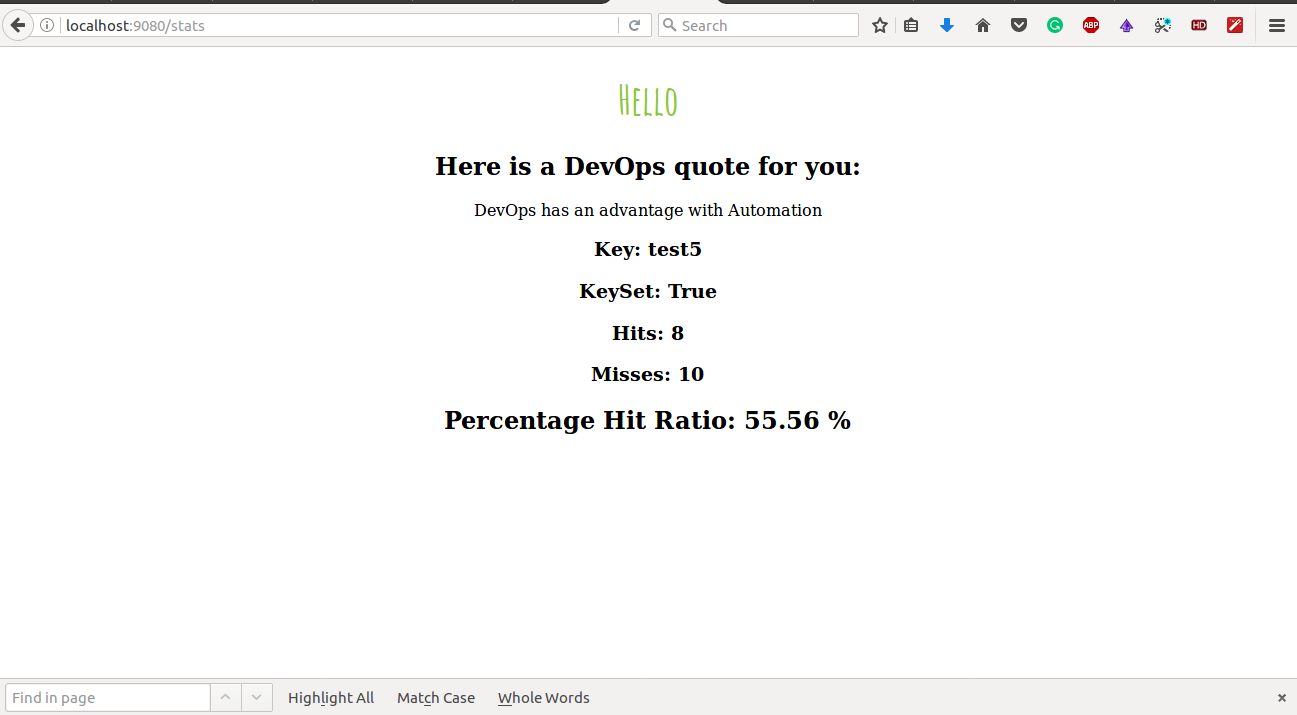 localhost:9080/stats
Search
ABP
HD
Hello
Here is a DevOps quote for you:
DevOps has an advantage with Automation
Key: test5
KeySet: True
Hits: 8
Misses: 10
Percentage Hit Ratio: 55.56 %
Find in page
Highlight All
Match Case
Whole Words